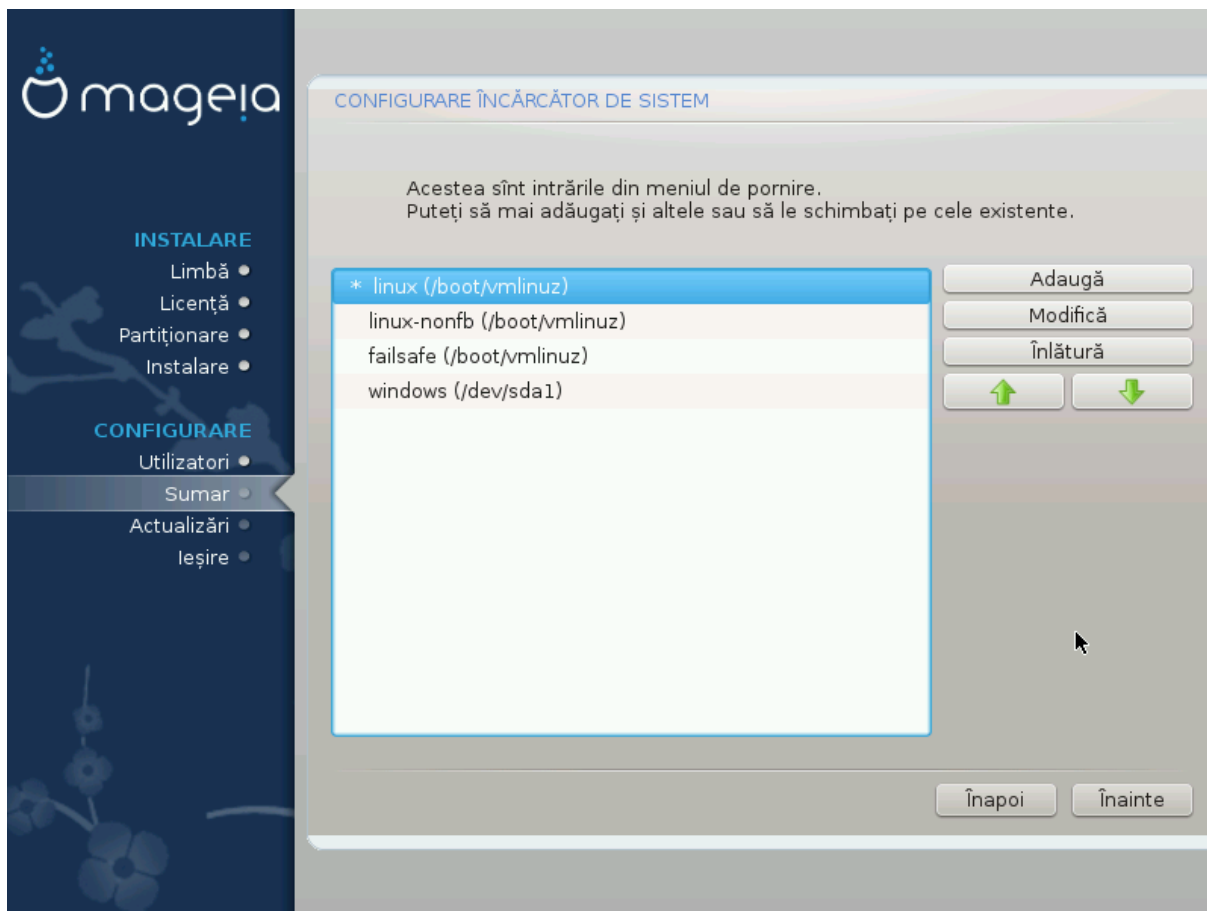 mageia
INSTALARE
Limbă
Licență
Partiționare
Instalare
CONFIGURARE
Utilizatori
Sumar
Actualizări
Ieșire
CONFIGURARE ÎNCĂRCĂTOR DE SISTEM
Acestea sînt intrările din meniul de pornire.
Puteți să mai adăugați și altele sau să le schimbați pe cele existente.
* linux (/boot/vmlinuz)
linux-nonfb (/boot/vmlinuz)
failsafe (/boot/vmlinuz)
windows (/dev/sda1)
Adaugă
Modifică
Înlătură
Înapoi
Înainte